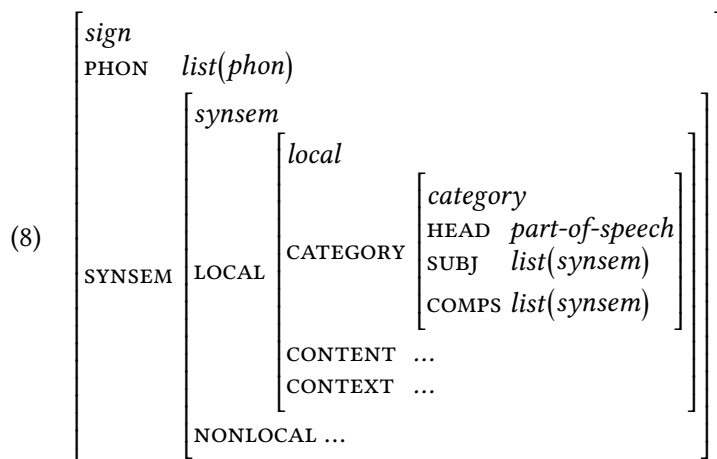 sign
PHON list(phon)
synsem
local
category
HEAD part-of-speech
CATEGORY
SUBJ list(synsem)
(8)
SYNSEM LOCAL
COMPS list(synsem)
CONTENT ...
CONTEXT ...
NONLOCAL ...